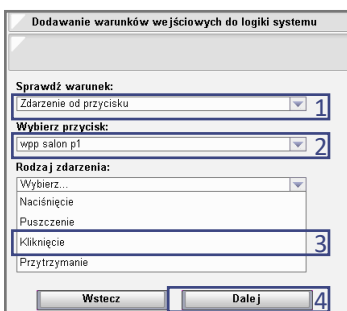 Dodawanie warunków wejściowych do logiki systemu
Sprawdź warunek:
Zdarzenie od przycisku 1
Wybierz przycisk:
wpp salon p1 2
Rodzaj zdarzenia:
Wybierz...
Naciśnięcie
Puszczenie
Kliknięcie 3
Przytrzymanie
Wstecz Dalej 4